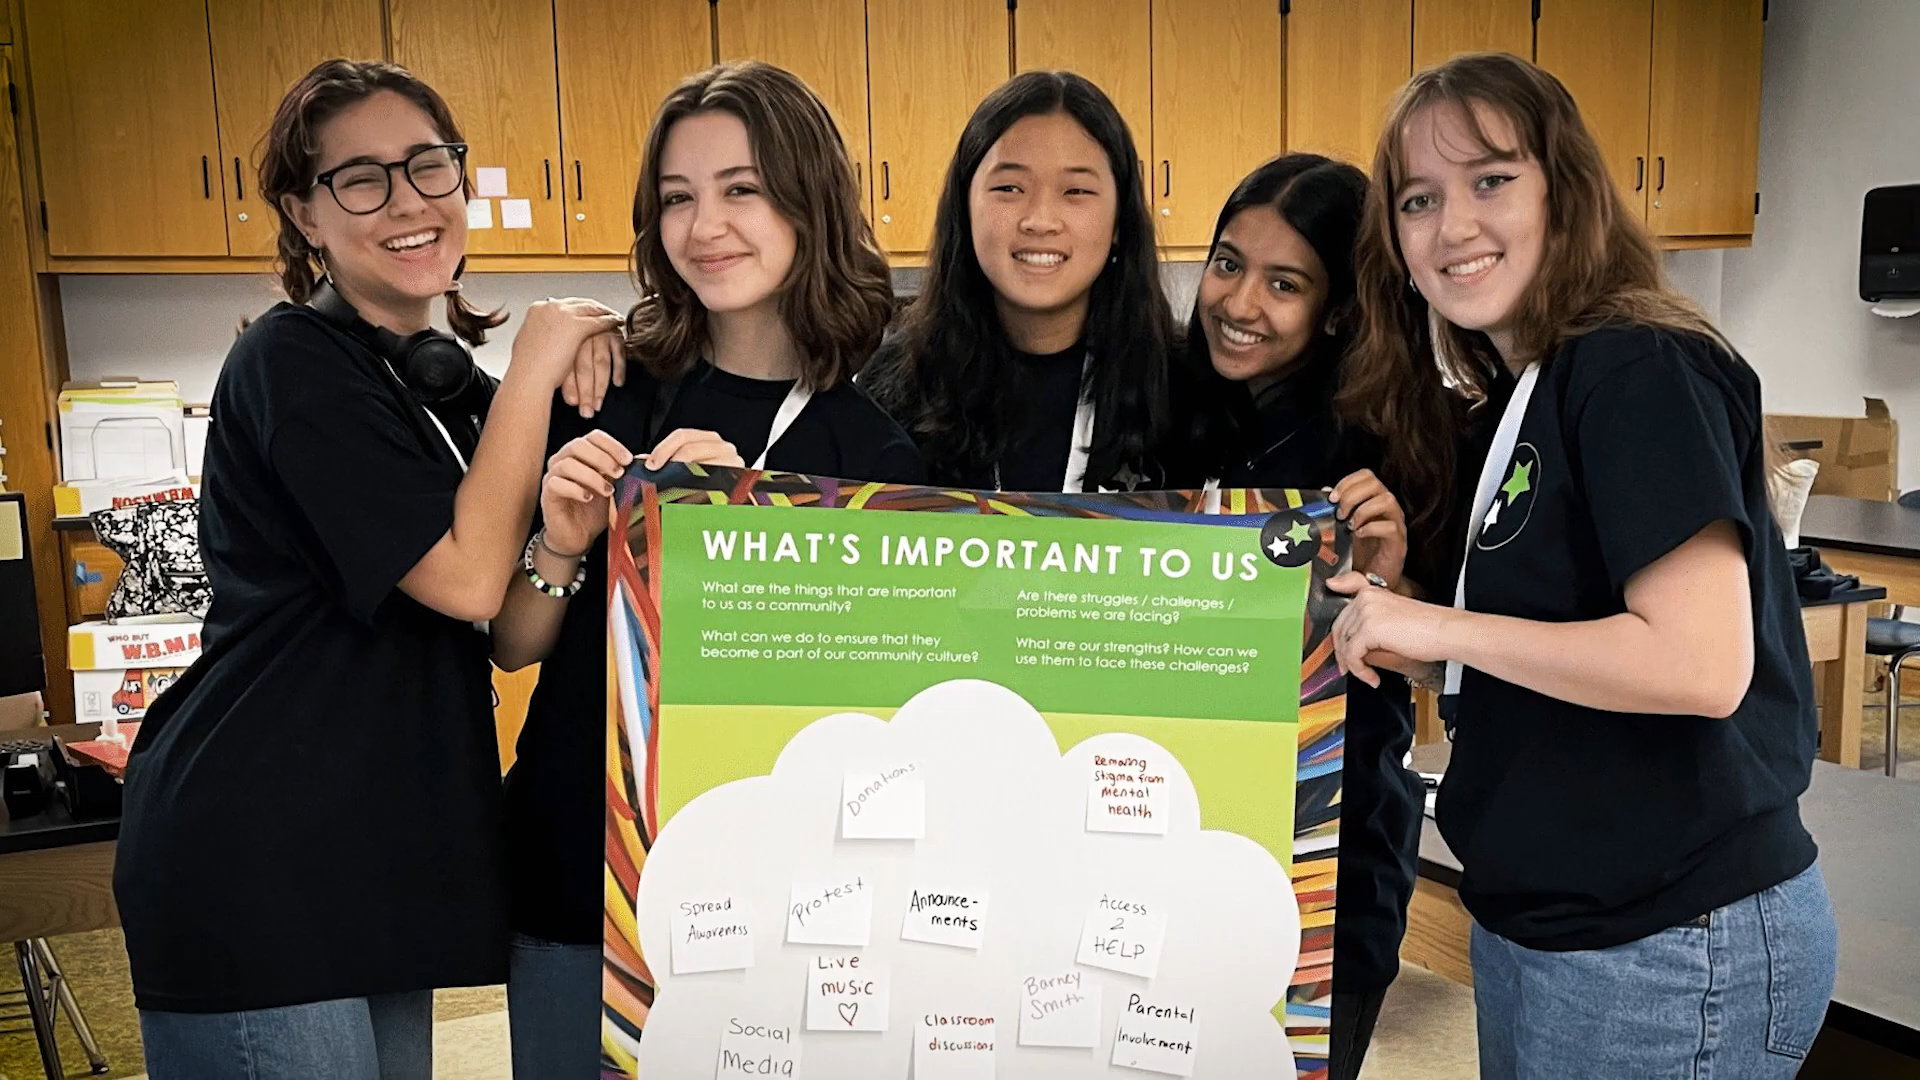 WHAT'S IMPORTANT TO US
What are the things that are important
to us as a community?
What can we do to ensure that they
become a part of our community culture?
Are there struggles / challenges /
problems we are facing?
What are our strengths? How can we
use them to face these challenges?
Donations
Removing
Stigma from
mental
health
Spread
Awareness
Protest
Announce-
ments
Access
2
HELP
Live
music
Barney
Smith
Parental
Involvement
Social
Media
Classroom
discussions
WHO BUT
W.B.MA
W.B.M